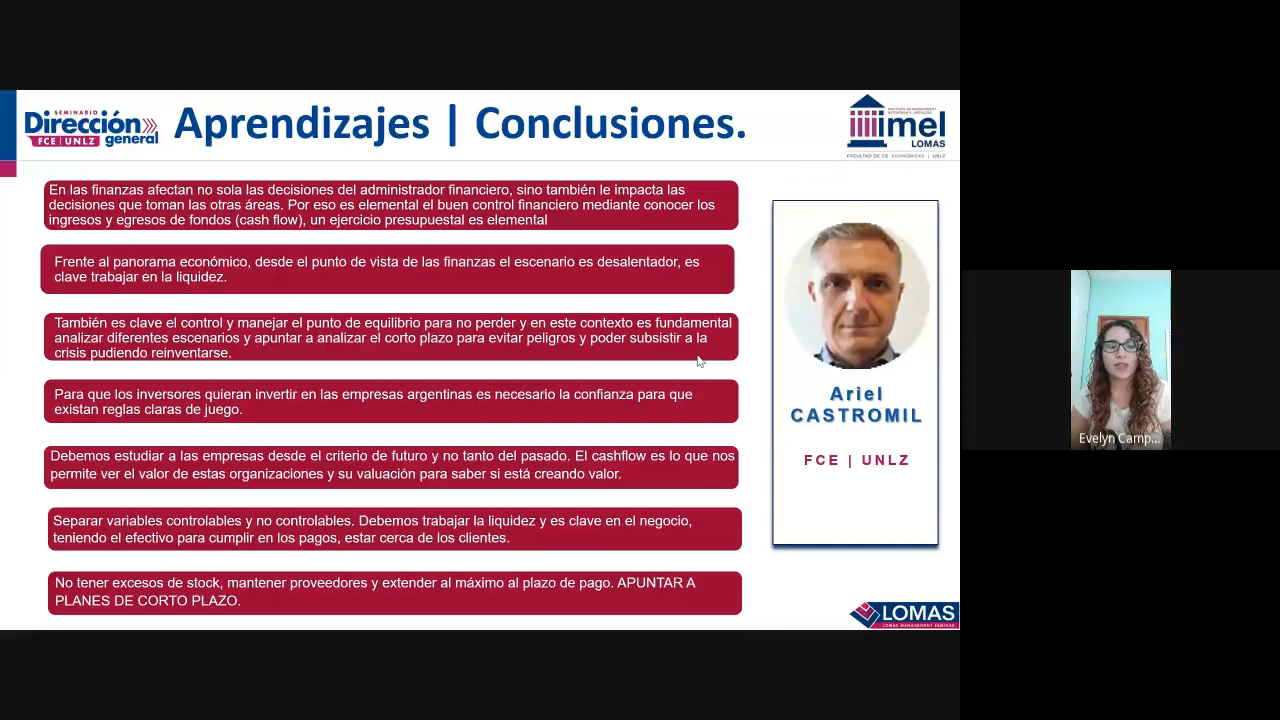 SEMINARIO
Dirección
general
FCE | UNLZ
Aprendizajes | Conclusiones.
imel
LOMAS
FACULTAD DE CS. ECONÓMICAS | UNLZ
En las finanzas afectan no sola las decisiones del administrador financiero, sino también le impacta las
decisiones que toman las otras áreas. Por eso es elemental el buen control financiero mediante conocer los
ingresos y egresos de fondos (cash flow), un ejercicio presupuestal es elemental
Frente al panorama económico, desde el punto de vista de las finanzas el escenario es desalentador, es
clave trabajar en la liquidez.
También es clave el control y manejar el punto de equilibrio para no perder y en este contexto es fundamental
analizar diferentes escenarios y apuntar a analizar el corto plazo para evitar peligros y poder subsistir a la
crisis pudiendo reinventarse.
Para que los inversores quieran invertir en las empresas argentinas es necesario la confianza para que
existan reglas claras de juego.
Debemos estudiar a las empresas desde el criterio de futuro y no tanto del pasado. El cashflow es lo que nos
permite ver el valor de estas organizaciones y su valuación para saber si está creando valor.
Separar variables controlables y no controlables. Debemos trabajar la liquidez y es clave en el negocio,
teniendo el efectivo para cumplir en los pagos, estar cerca de los clientes.
No tener excesos de stock, mantener proveedores y extender al máximo al plazo de pago. APUNTAR A
PLANES DE CORTO PLAZO.
Ariel
CASTROMIL
FCE | UNLZ
LOMAS
LOMAS MANAGEMENT SEMINAR
Evelyn Camp...